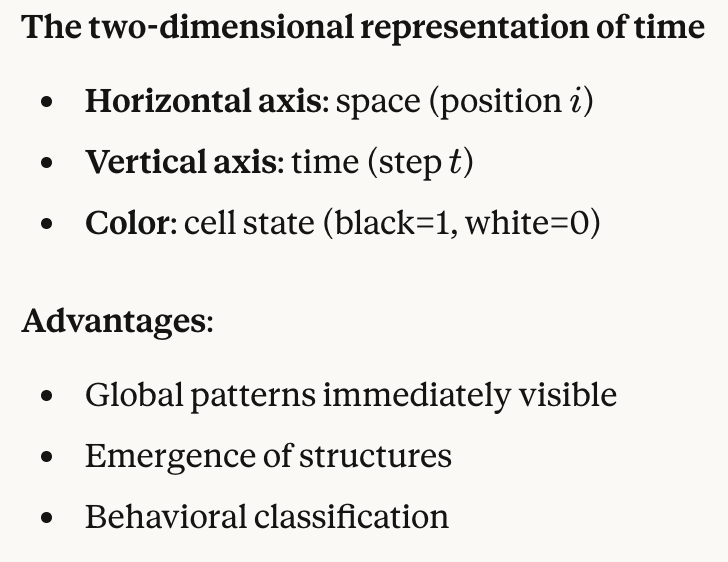 The two-dimensional representation of time
• Horizontal axis: space (position i)
• Vertical axis: time (step t)
• Color: cell state (black=1, white=0)
Advantages:
• Global patterns immediately visible
• Emergence of structures
• Behavioral classification